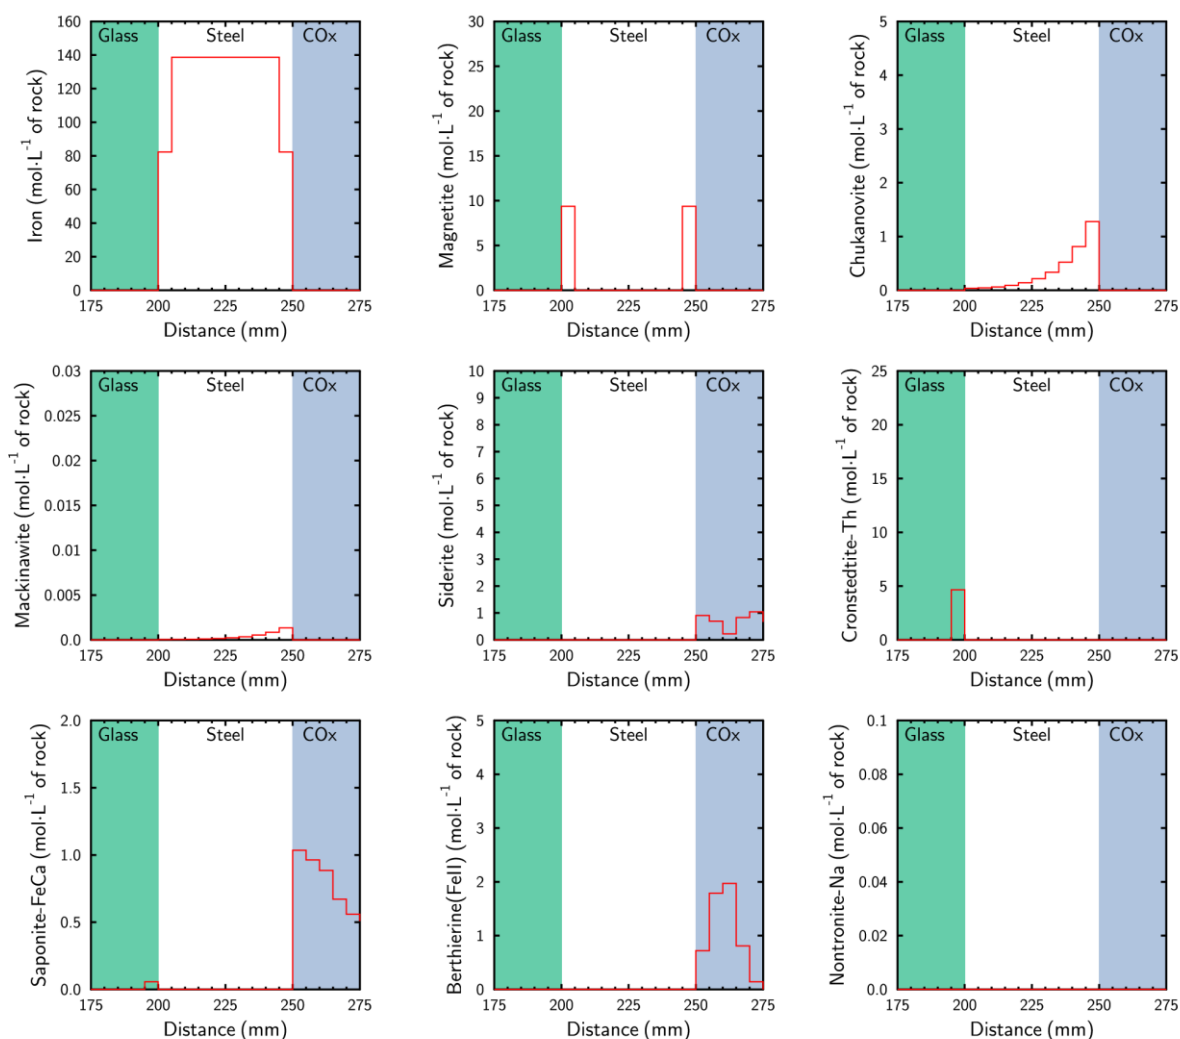 Iron (mol·L⁻¹ of rock)
160
140
120
100
80
60
40
20
0
Glass Steel COx
175 200 225 250 275
Distance (mm)
Magnetite (mol·L⁻¹ of rock)
30
25
20
15
10
5
0
Glass Steel COx
175 200 225 250 275
Distance (mm)
Chukanovite (mol·L⁻¹ of rock)
5
4
3
2
1
0
Glass Steel COx
175 200 225 250 275
Distance (mm)
Mackinawite (mol·L⁻¹ of rock)
0.03
0.025
0.02
0.015
0.01
0.005
0.0
Glass Steel COx
175 200 225 250 275
Distance (mm)
Siderite (mol·L⁻¹ of rock)
10
9
8
7
6
5
4
3
2
1
0
Glass Steel COx
175 200 225 250 275
Distance (mm)
Cronstedtite-Th (mol·L⁻¹ of rock)
25
20
15
10
5
0
Glass Steel COx
175 200 225 250 275
Distance (mm)
Saponite-FeCa (mol·L⁻¹ of rock)
2.0
1.5
1.0
0.5
0.0
Glass Steel COx
175 200 225 250 275
Distance (mm)
Berthierine(FeII) (mol·L⁻¹ of rock)
5
4
3
2
1
0
Glass Steel COx
175 200 225 250 275
Distance (mm)
Nontronite-Na (mol·L⁻¹ of rock)
0.1
0.08
0.06
0.04
0.02
0.0
Glass Steel COx
175 200 225 250 275
Distance (mm)